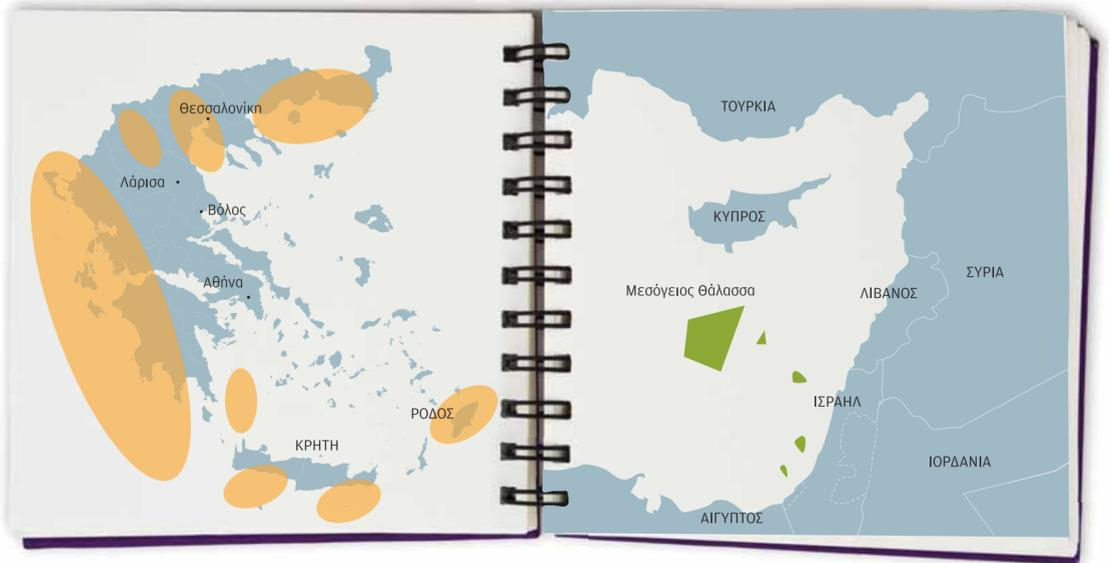 Θεσσαλονίκη
Λάρισα
Βόλος
Αθήνα
ΡΟΔΟΣ
ΚΡΗΤΗ
ΤΟΥΡΚΙΑ
ΚΥΠΡΟΣ
ΣΥΡΙΑ
Μεσόγειος Θάλασσα
ΛΙΒΑΝΟΣ
ΙΣΡΑΗΛ
ΙΟΡΔΑΝΙΑ
ΑΙΓΥΠΤΟΣ